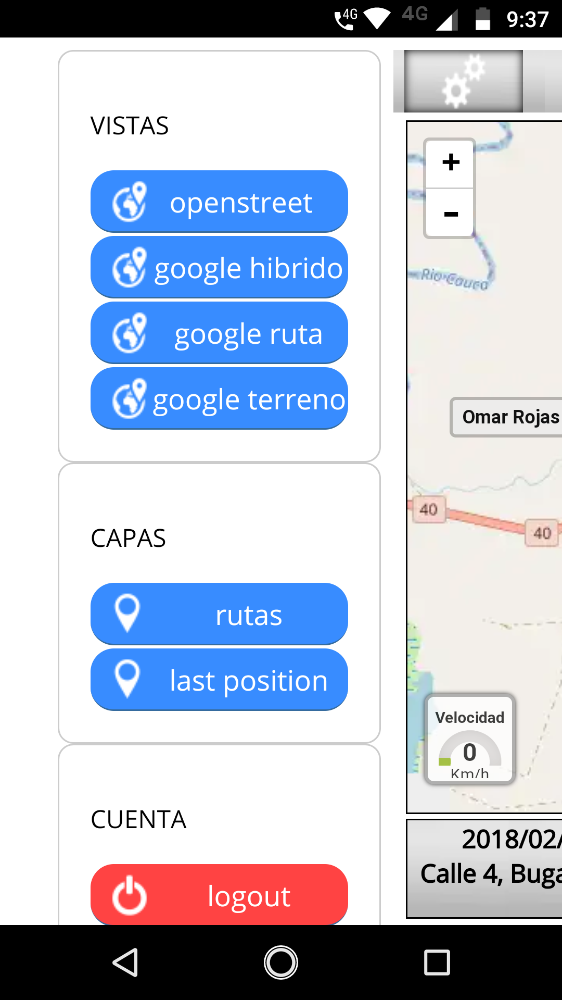 4G
4G
9:37
VISTAS
openstreet
google hibrido
google ruta
google terreno
CAPAS
rutas
last position
CUENTA
logout
+
-
Rio Cauca
Omar Rojas
40
40
Velocidad
0
Km/h
2018/02/
Calle 4, Buga